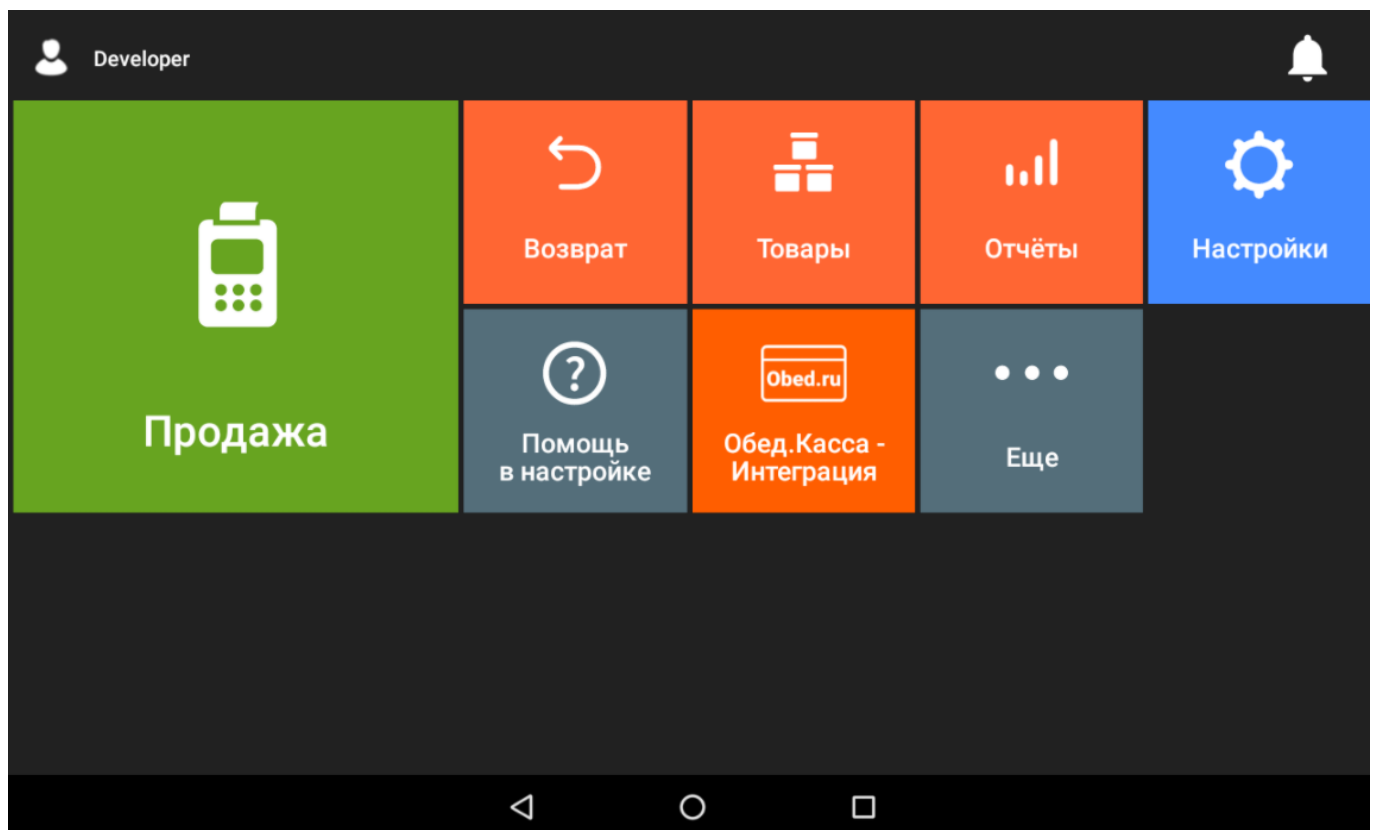 Developer
Продажа
Возврат
Товары
Отчёты
Настройки
Помощь
в настройке
Obed.ru
Обед.Касса -
Интеграция
Еще